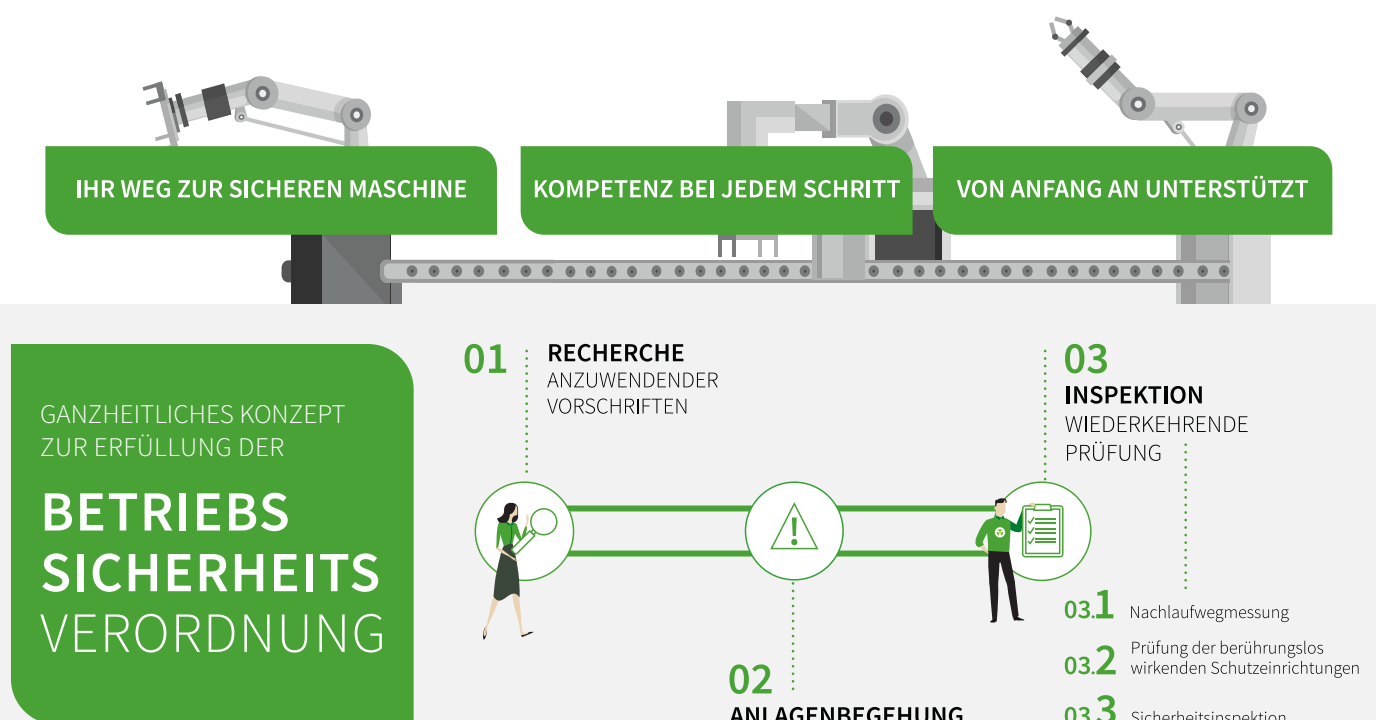 IHR WEG ZUR SICHEREN MASCHINE
KOMPETENZ BEI JEDEM SCHRITT
VON ANFANG AN UNTERSTÜTZT
GANZHEITLICHES KONZEPT
ZUR ERFÜLLUNG DER
BETRIEBS
SICHERHEITS
VERORDNUNG
01
RECHERCHE
ANZUWENDENDER
VORSCHRIFTEN
02
ANLAGENBEGEHUNG
03
INSPEKTION
WIEDERKEHRENDE
PRÜFUNG
03.1 Nachlaufwegmessung
03.2 Prüfung der berührungslos
wirkenden Schutzeinrichtungen
03.3 Sicherheitsinspektion